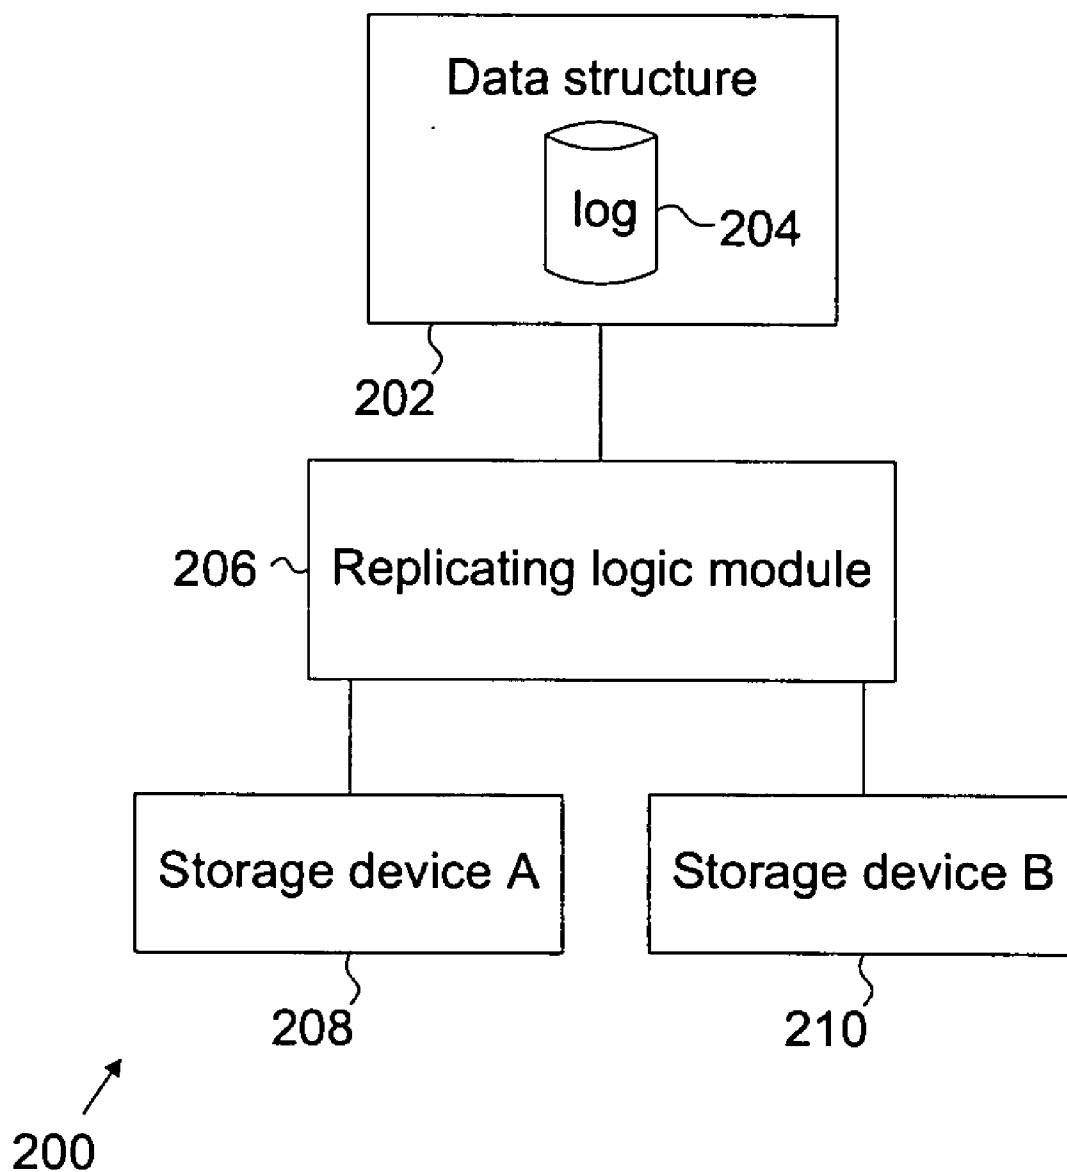 Data structure
log
204
202
206
Replicating logic module
Storage device A
Storage device B
208
210
200